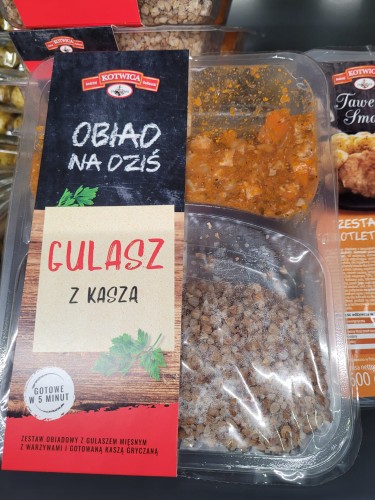 KOTWICA
OBIAD
NA DZIŚ
GULASZ
Z KASZĄ
GOTOWE
W 5 MINUT
ZESTAW OBIADOWY Z GULASZEM MIĘSNYM
Z WARZYWAMI I GOTOWANĄ KASZĄ GRYCZANĄ
KOTWICA